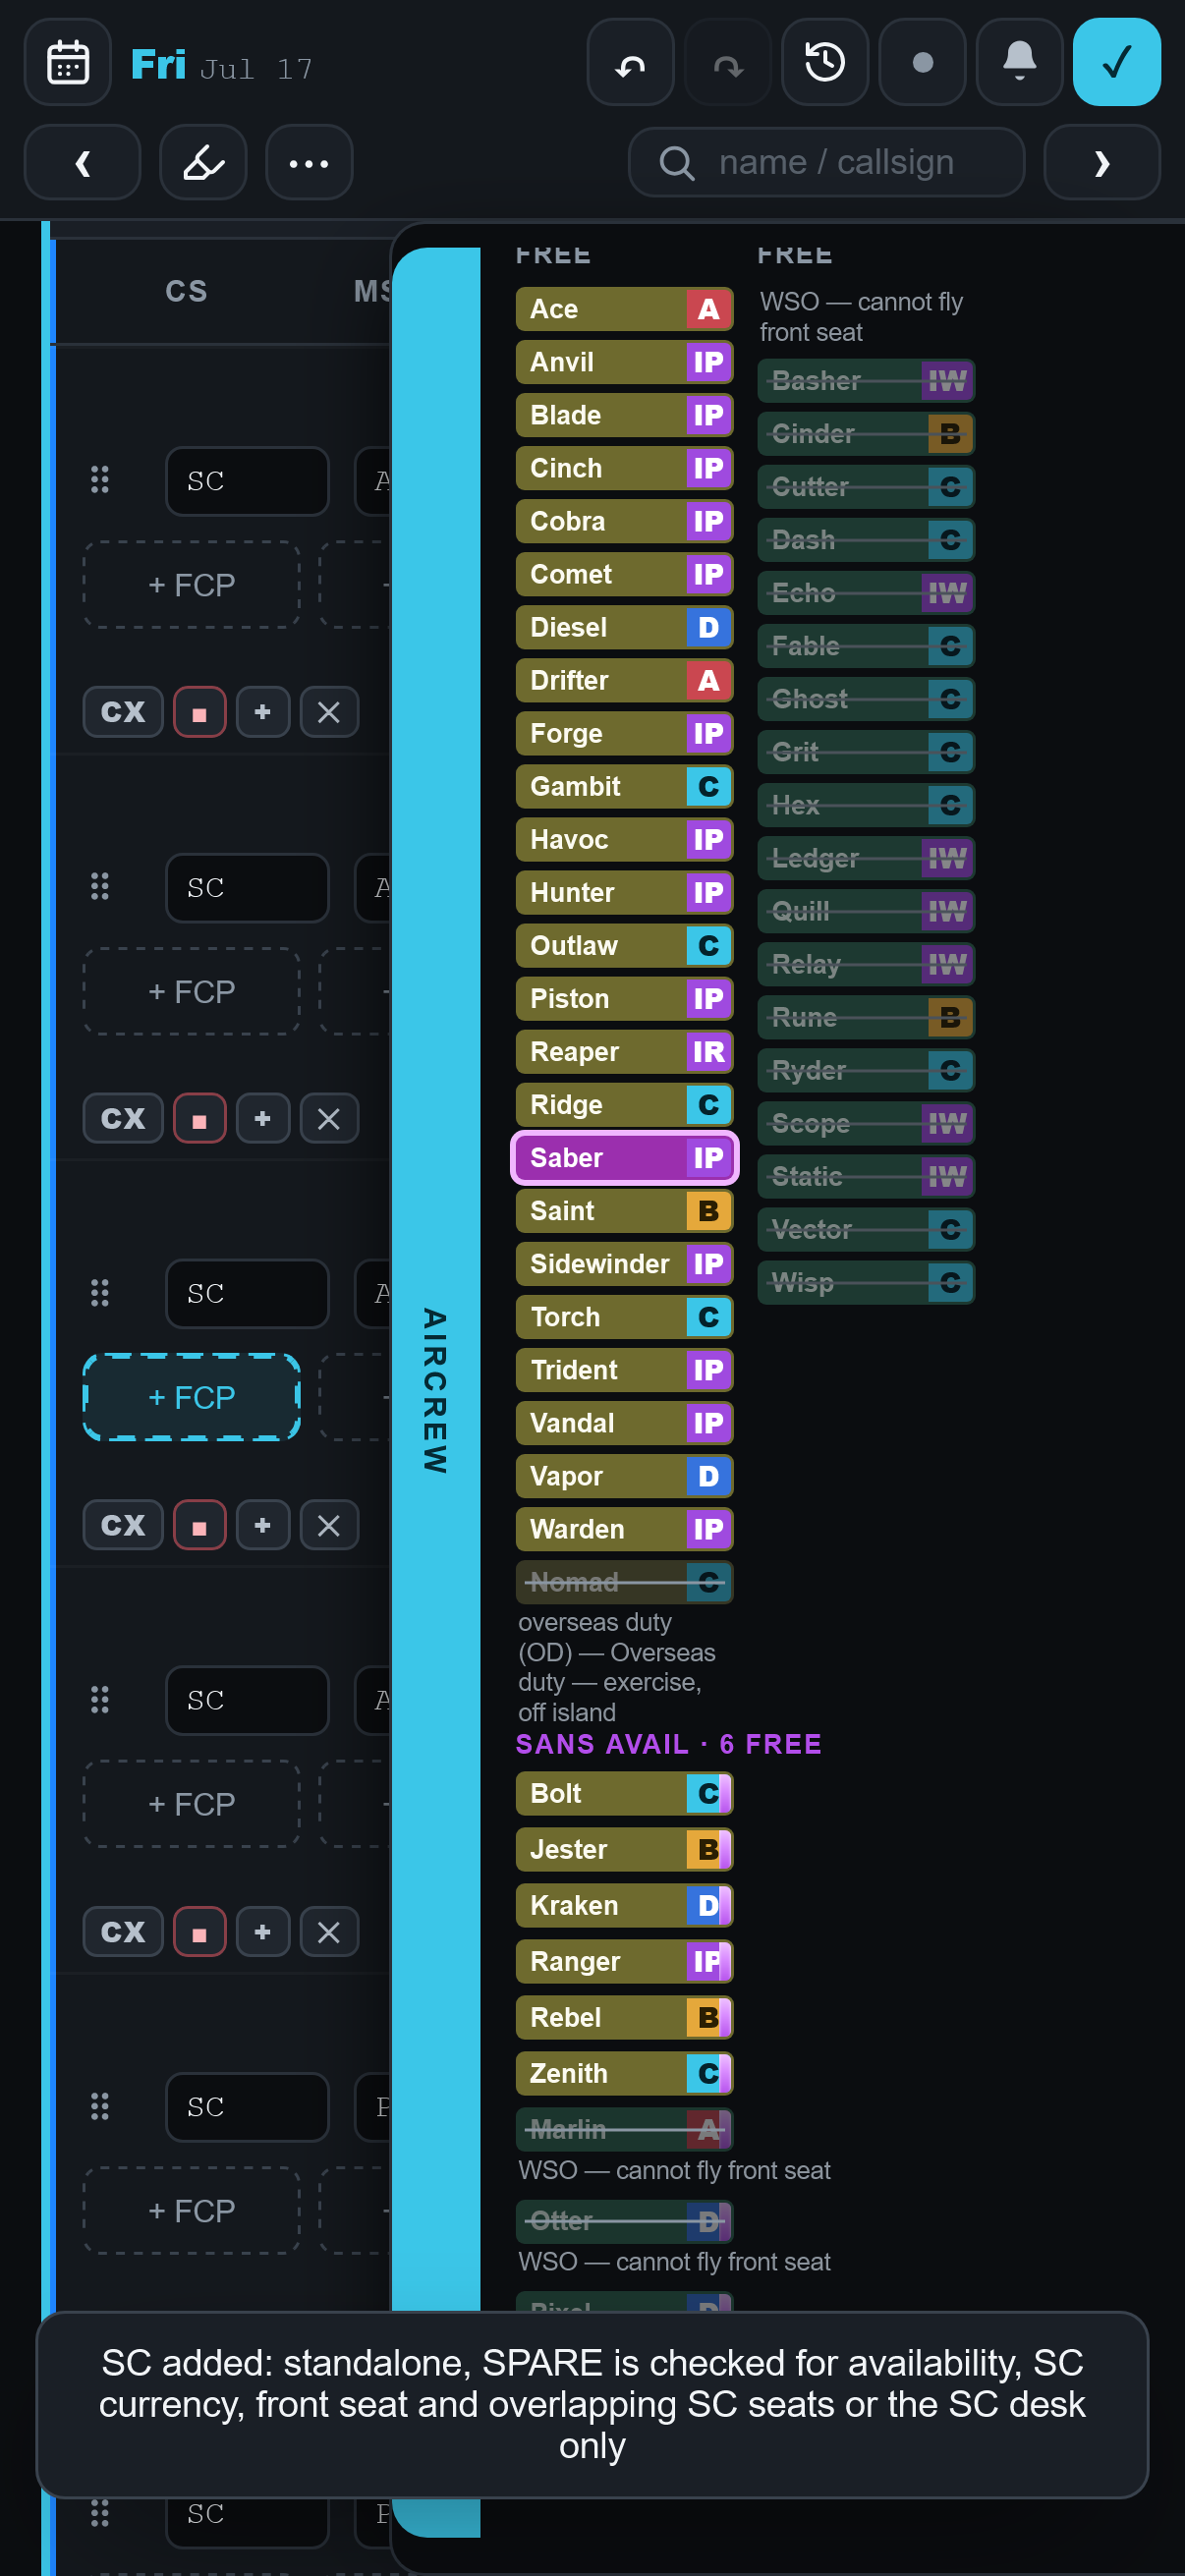 Fri Jul 17
name / callsign
CS
MS
SC
A
+ FCP
CX
SC
A
+ FCP
CX
SC
A
+ FCP
CX
SC
A
+ FCP
CX
SC
P
+ FCP
SC
P
AIRCREW
FREE
Ace A
Anvil IP
Blade IP
Cinch IP
Cobra IP
Comet IP
Diesel D
Drifter A
Forge IP
Gambit C
Havoc IP
Hunter IP
Outlaw C
Piston IP
Reaper IR
Ridge C
Saber IP
Saint B
Sidewinder IP
Torch C
Trident IP
Vandal IP
Vapor D
Warden IP
Nomad C
overseas duty
(OD) — Overseas
duty — exercise,
off island
FREE
WSO — cannot fly
front seat
Basher IW
Cinder B
Cutter C
Dash C
Echo IW
Fable C
Ghost C
Grit C
Hex C
Ledger IW
Quill IW
Relay IW
Rune B
Ryder C
Scope IW
Static IW
Vector C
Wisp C
SANS AVAIL · 6 FREE
Bolt C
Jester B
Kraken D
Ranger IP
Rebel B
Zenith C
Marlin A
WSO — cannot fly front seat
Otter D
WSO — cannot fly front seat
Pixel D
SC added: standalone, SPARE is checked for availability, SC
currency, front seat and overlapping SC seats or the SC desk
only